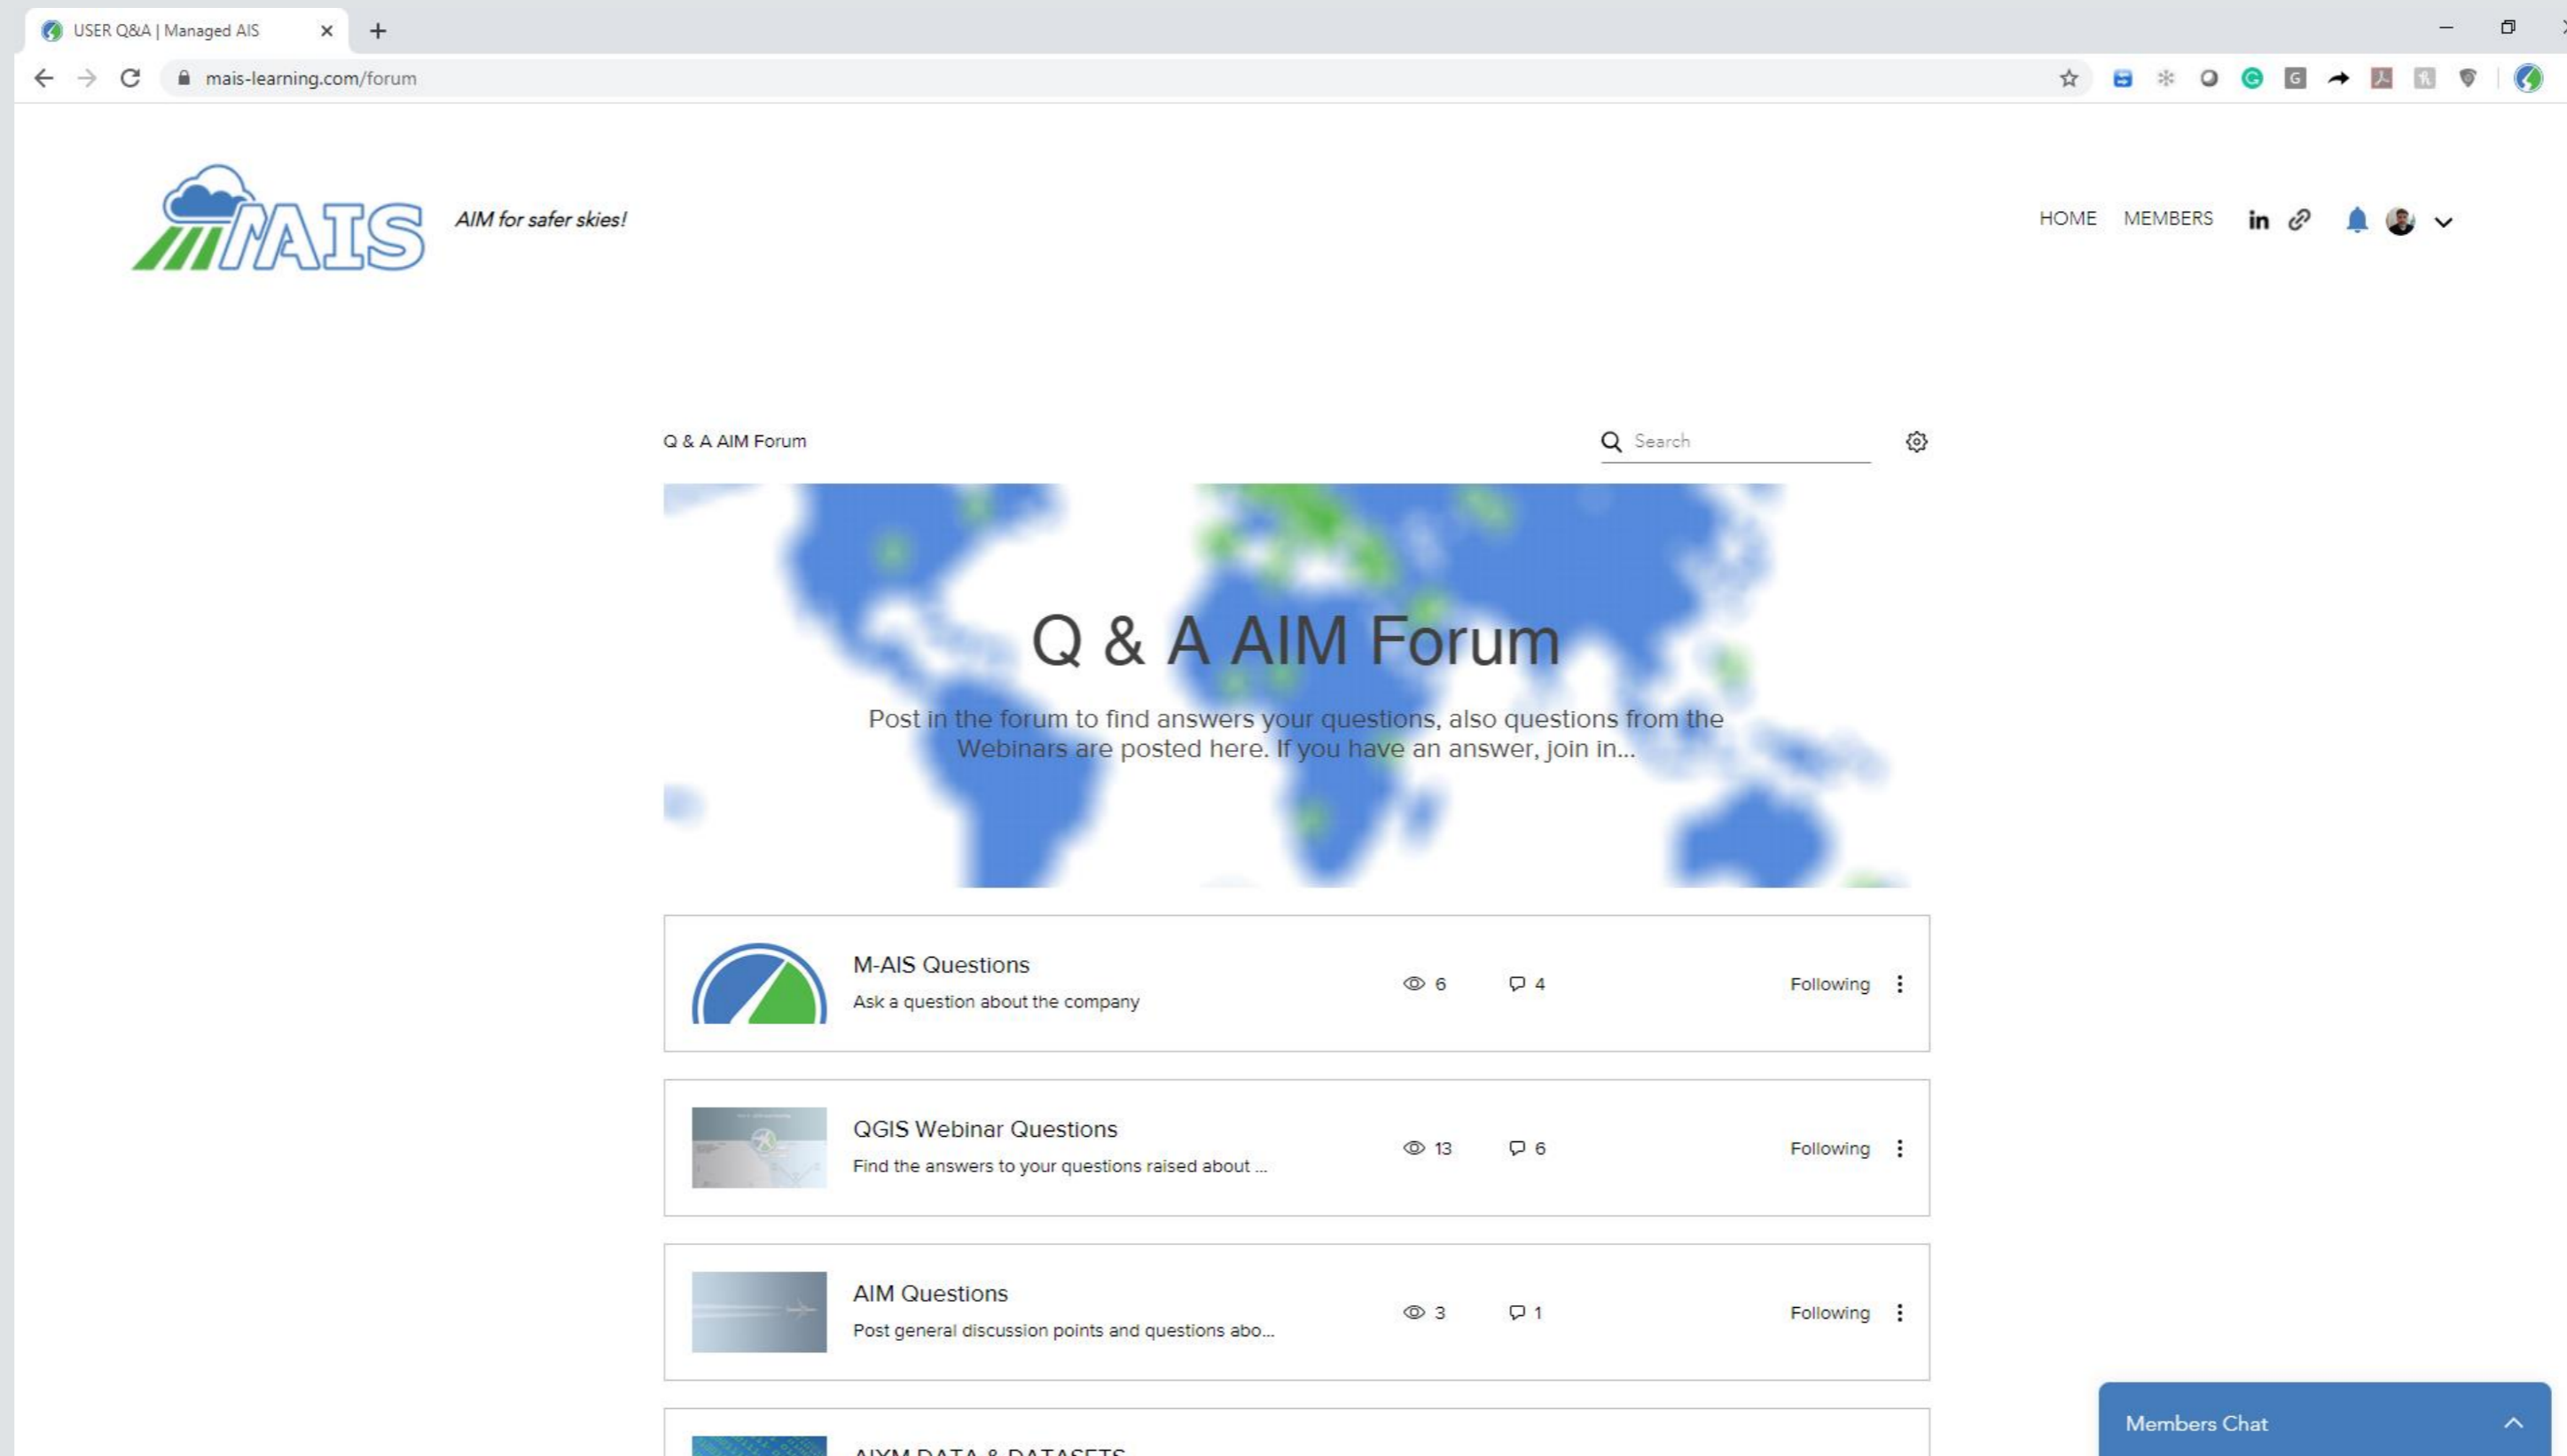 USER Q&A | Managed AIS
mais-learning.com/forum
MAIS
AIM for safer skies!
HOME MEMBERS in
Q & A AIM Forum
Search
Q & A AIM Forum
Post in the forum to find answers your questions, also questions from the
Webinars are posted here. If you have an answer, join in...
M-AIS Questions
Ask a question about the company
6 4 Following
QGIS Webinar Questions
Find the answers to your questions raised about ...
13 6 Following
AIM Questions
Post general discussion points and questions abo...
3 1 Following
AIXM DATA & DATASETS
Members Chat